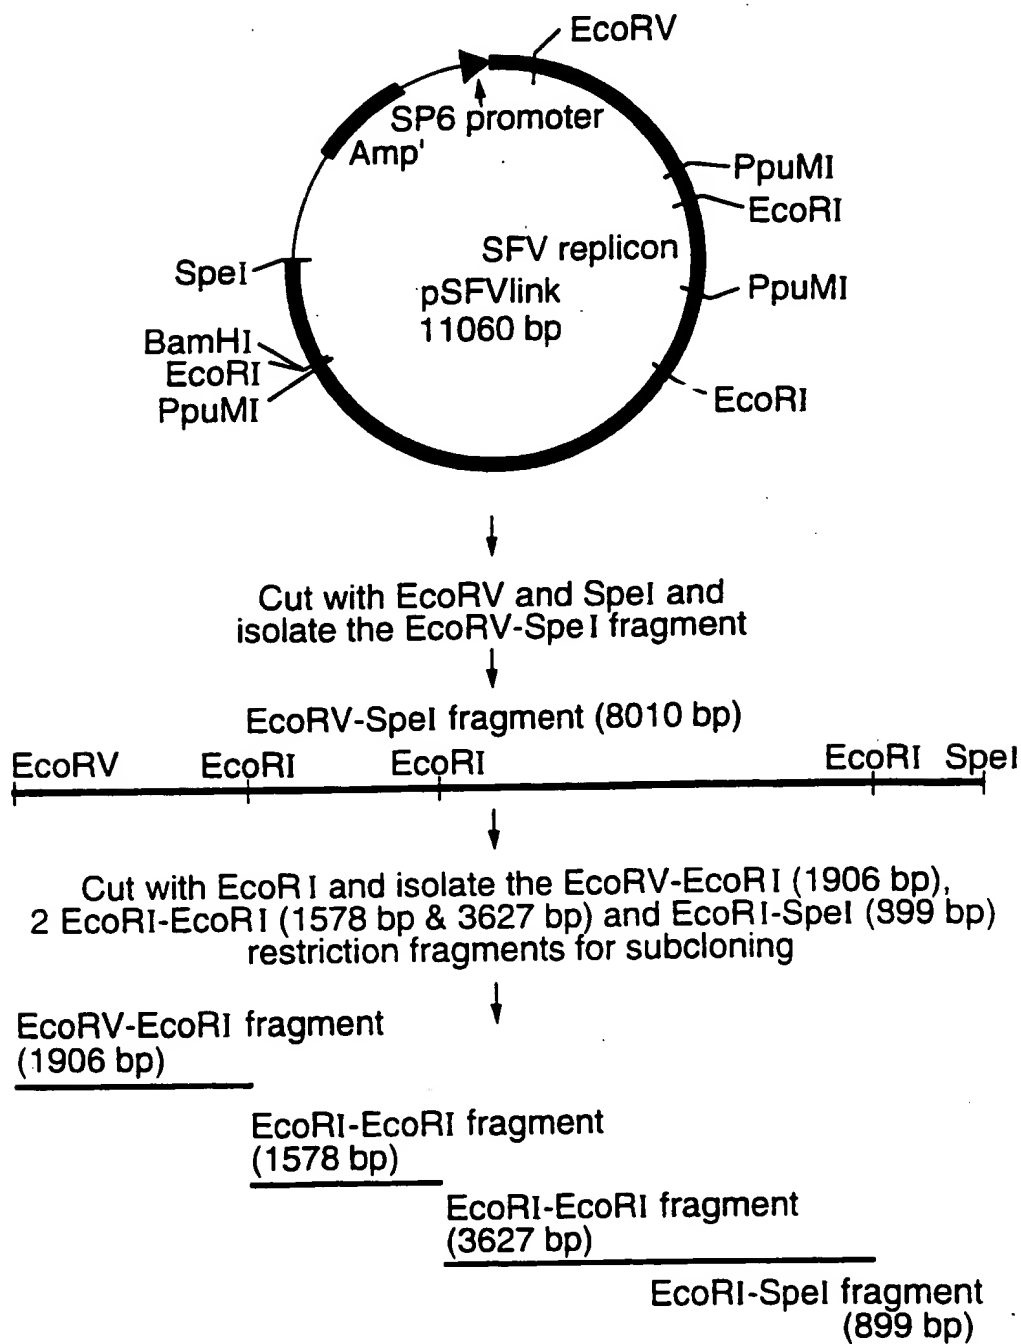 EcoRV
SP6 promoter
Amp'
PpuMI
EcoRI
SFV replicon
pSFVlink
11060 bp
PpuMI
SpeI
BamHI
EcoRI
PpuMI
EcoRI
Cut with EcoRV and SpeI and
isolate the EcoRV-SpeI fragment
EcoRV-SpeI fragment (8010 bp)
EcoRV EcoRI EcoRI EcoRI SpeI
Cut with EcoRI and isolate the EcoRV-EcoRI (1906 bp),
2 EcoRI-EcoRI (1578 bp & 3627 bp) and EcoRI-SpeI (899 bp)
restriction fragments for subcloning
EcoRV-EcoRI fragment
(1906 bp)
EcoRI-EcoRI fragment
(1578 bp)
EcoRI-EcoRI fragment
(3627 bp)
EcoRI-SpeI fragment
(899 bp)